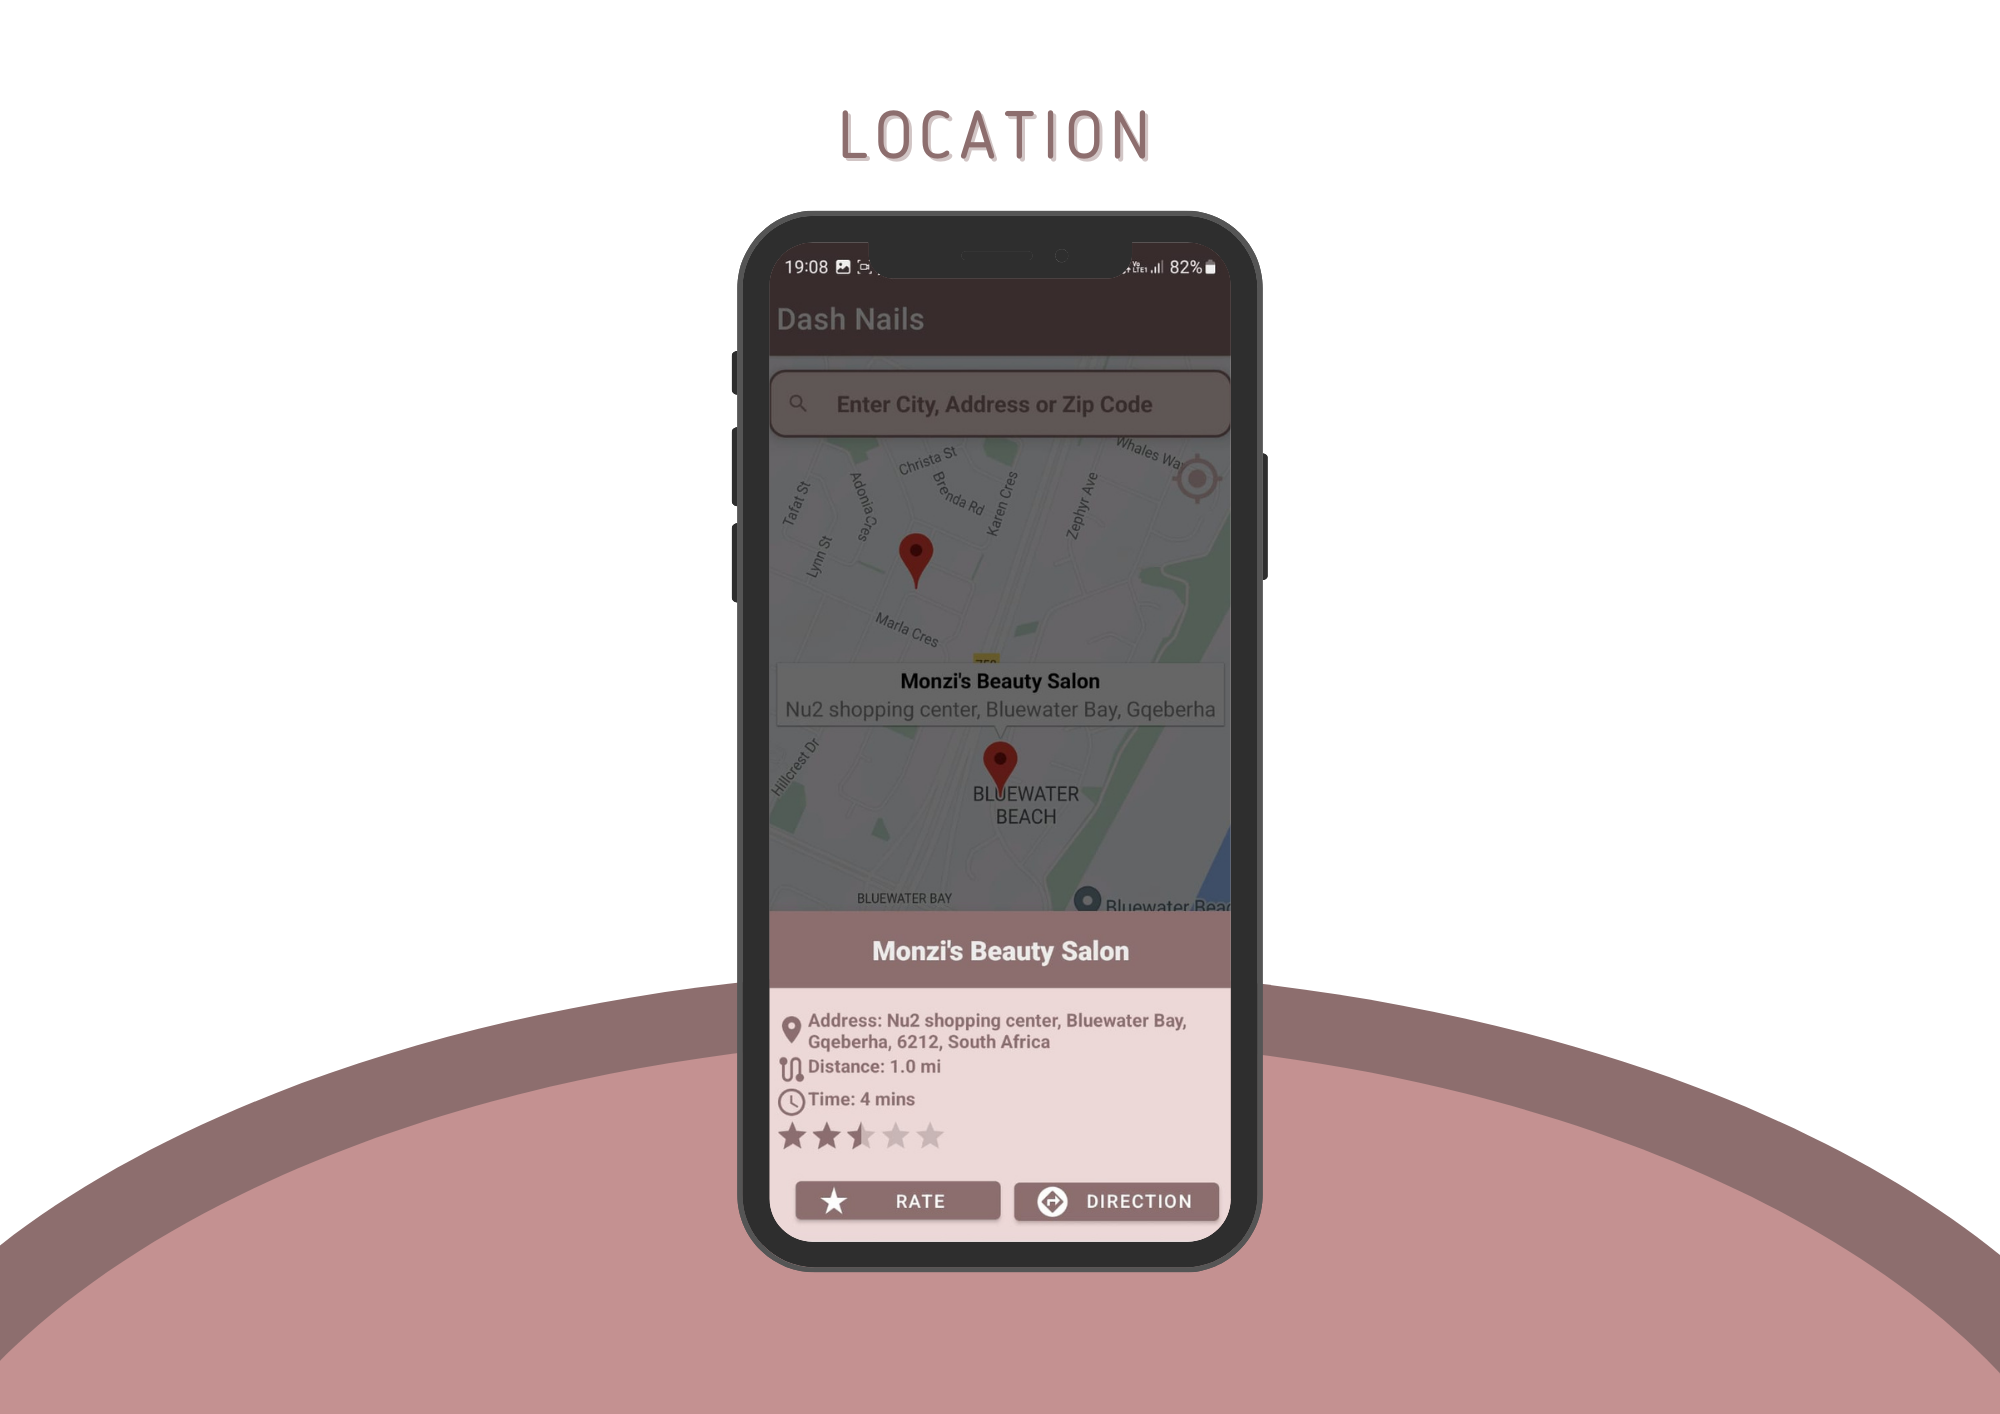 LOCATION
19:08
82%
Dash Nails
Enter City, Address or Zip Code
Whales Wa
Christa St
Brenda Rd
Karen Cres
Zephyr Ave
Adonia Cres
Tafat St
Lynn St
Marla Cres
Monzi's Beauty Salon
Nu2 shopping center, Bluewater Bay, Gqeberha
Hillcrest Dr
BLUEWATER
BEACH
BLUEWATER BAY
Bluewater Beac
Monzi's Beauty Salon
Address: Nu2 shopping center, Bluewater Bay,
Gqeberha, 6212, South Africa
Distance: 1.0 mi
Time: 4 mins
RATE
DIRECTION